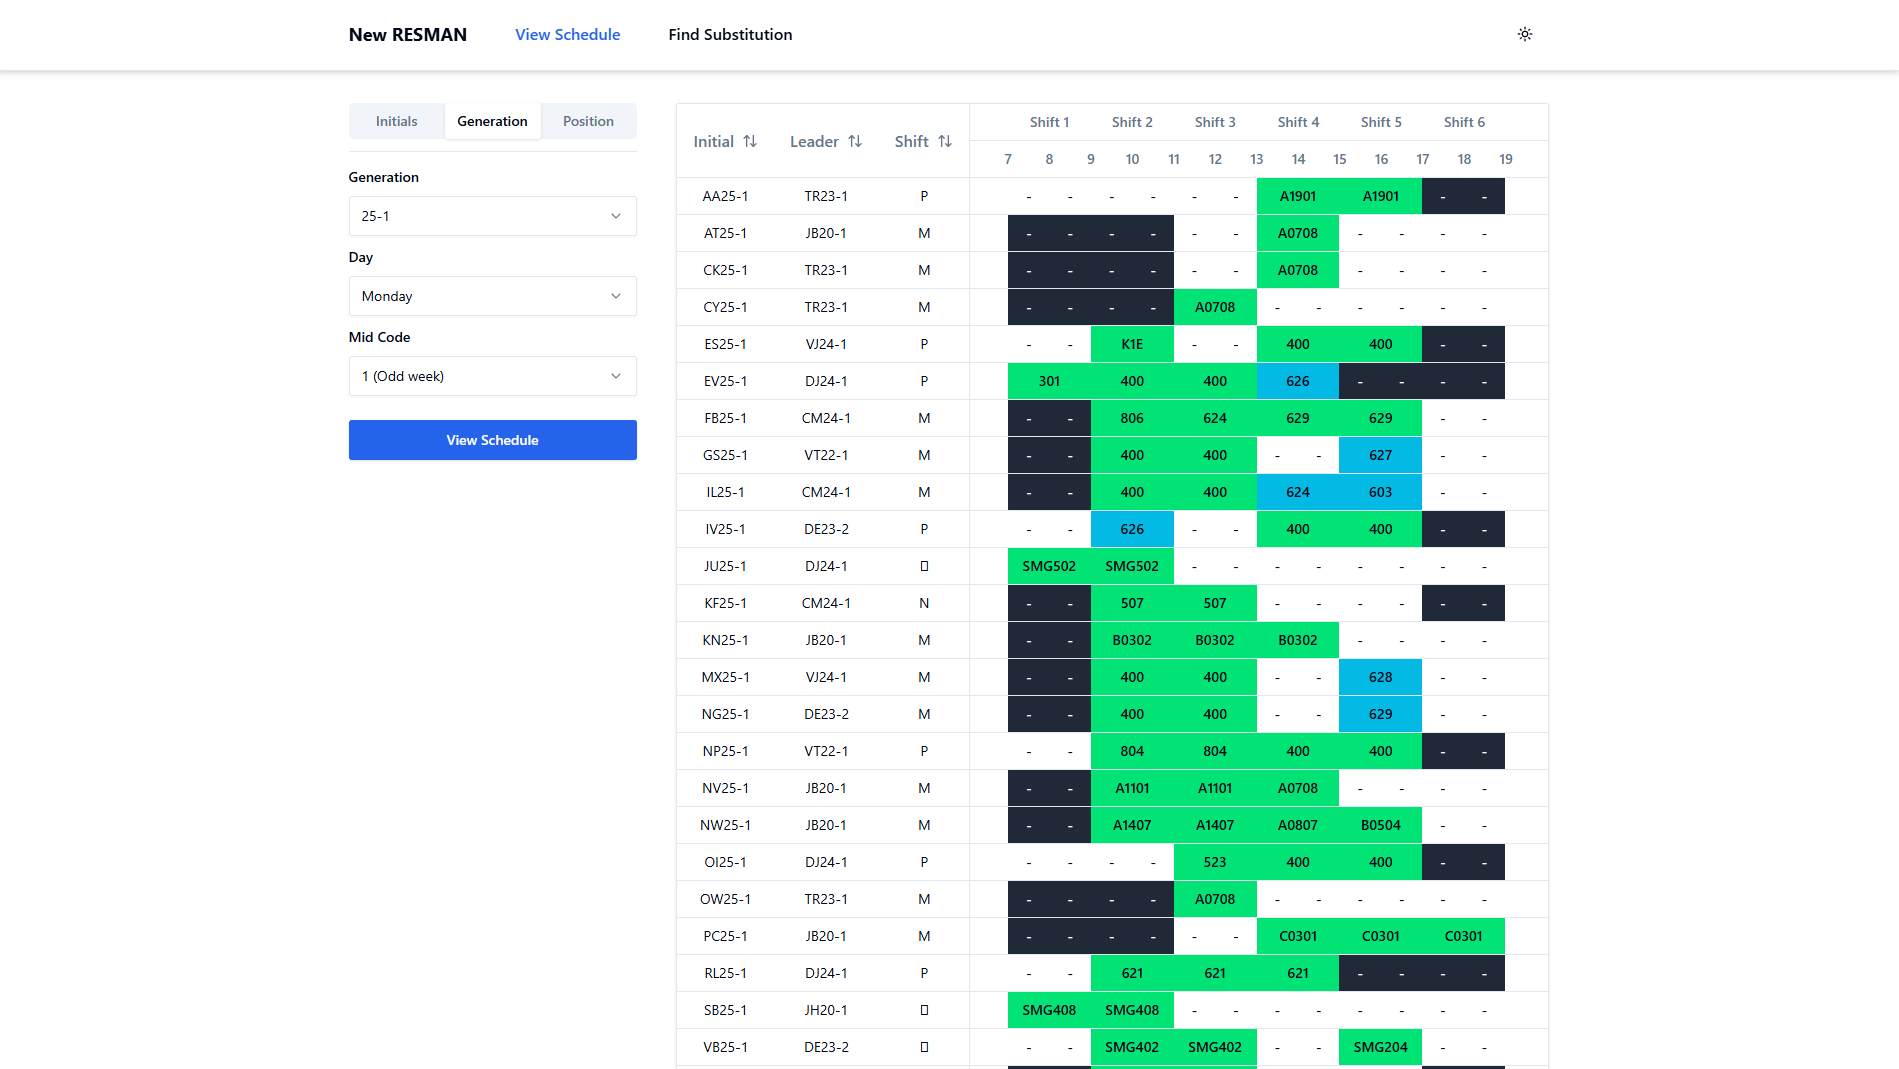 New RESMAN View Schedule Find Substitution
Initials Generation Position
Generation
25-1
Day
Monday
Mid Code
1 (Odd week)
View Schedule
Initial Leader Shift Shift 1 Shift 2 Shift 3 Shift 4 Shift 5 Shift 6
7 8 9 10 11 12 13 14 15 16 17 18 19
AA25-1 TR23-1 P - - - - - - A1901 A1901 - -
AT25-1 JB20-1 M - - - - - - A0708 - - - -
CK25-1 TR23-1 M - - - - - - A0708 - - - -
CY25-1 TR23-1 M - - - - A0708 - - - - - -
ES25-1 VJ24-1 P - - K1E - - 400 400 - -
EV25-1 DJ24-1 P 301 400 400 626 - - - -
FB25-1 CM24-1 M - - 806 624 629 629 - -
GS25-1 VT22-1 M - - 400 400 - - 627 - -
IL25-1 CM24-1 M - - 400 400 624 603 - -
IV25-1 DE23-2 P - - 626 - - 400 400 - -
JU25-1 DJ24-1 SMG502 SMG502 - - - - - - - -
KF25-1 CM24-1 N - - 507 507 - - - - - -
KN25-1 JB20-1 M - - B0302 B0302 B0302 - - - -
MX25-1 VJ24-1 M - - 400 400 - - 628 - -
NG25-1 DE23-2 M - - 400 400 - - 629 - -
NP25-1 VT22-1 P - - 804 804 400 400 - -
NV25-1 JB20-1 M - - A1101 A1101 A0708 - - - -
NW25-1 JB20-1 M - - A1407 A1407 A0807 B0504 - -
OI25-1 DJ24-1 P - - - - 523 400 400 - -
OW25-1 TR23-1 M - - - - A0708 - - - - - -
PC25-1 JB20-1 M - - - - - - C0301 C0301 C0301
RL25-1 DJ24-1 P - - 621 621 621 - - - -
SB25-1 JH20-1 SMG408 SMG408 - - - - - - - -
VB25-1 DE23-2 - - SMG402 SMG402 - - SMG204 - -